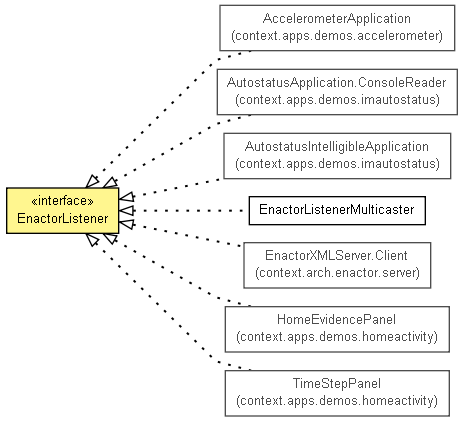 AccelerometerApplication
(context.apps.demos.accelerometer)
AutostatusApplication.ConsoleReader
(context.apps.demos.imautostatus)
AutostatusIntelligibleApplication
(context.apps.demos.imautostatus)
«interface»
EnactorListener
EnactorListenerMulticaster
EnactorXMLServer.Client
(context.arch.enactor.server)
HomeEvidencePanel
(context.apps.demos.homeactivity)
TimeStepPanel
(context.apps.demos.homeactivity)